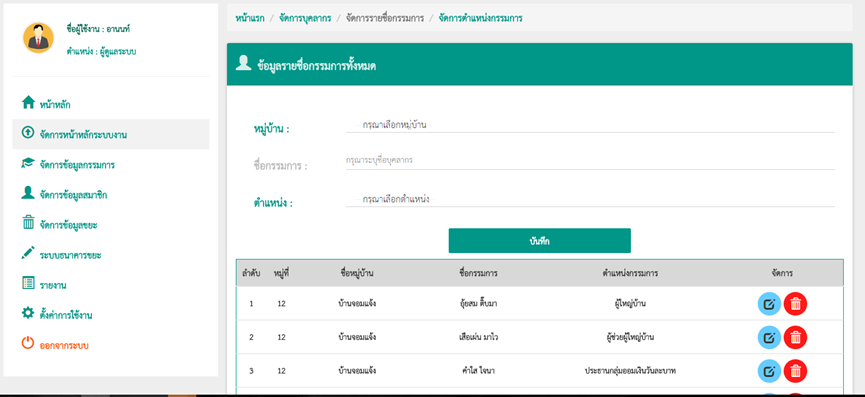 ชื่อผู้ใช้งาน : อานนท์
ตำแหน่ง : ผู้ดูแลระบบ
หน้าหลัก
จัดการหน้าหลักระบบงาน
จัดการข้อมูลกรรมการ
จัดการข้อมูลสมาชิก
จัดการข้อมูลขยะ
ระบบธนาคารขยะ
รายงาน
ตั้งค่าการใช้งาน
ออกจากระบบ
หน้าแรก / จัดการบุคลากร / จัดการรายชื่อกรรมการ / จัดการตำแหน่งกรรมการ
ข้อมูลรายชื่อกรรมการทั้งหมด
หมู่บ้าน : กรุณาเลือกหมู่บ้าน
ชื่อกรรมการ : กรุณาระบุชื่อบุคลากร
ตำแหน่ง : กรุณาเลือกตำแหน่ง
บันทึก
ลำดับ หมู่ที่ ชื่อหมู่บ้าน ชื่อกรรมการ ตำแหน่งกรรมการ จัดการ
1 12 บ้านจอมแจ้ง อุ้ยสม ตื๊บมา ผู้ใหญ่บ้าน
2 12 บ้านจอมแจ้ง เสือเผ่น มาไว ผู้ช่วยผู้ใหญ่บ้าน
3 12 บ้านจอมแจ้ง คำใส ใจนา ประธานกลุ่มออมเงินวันละบาท